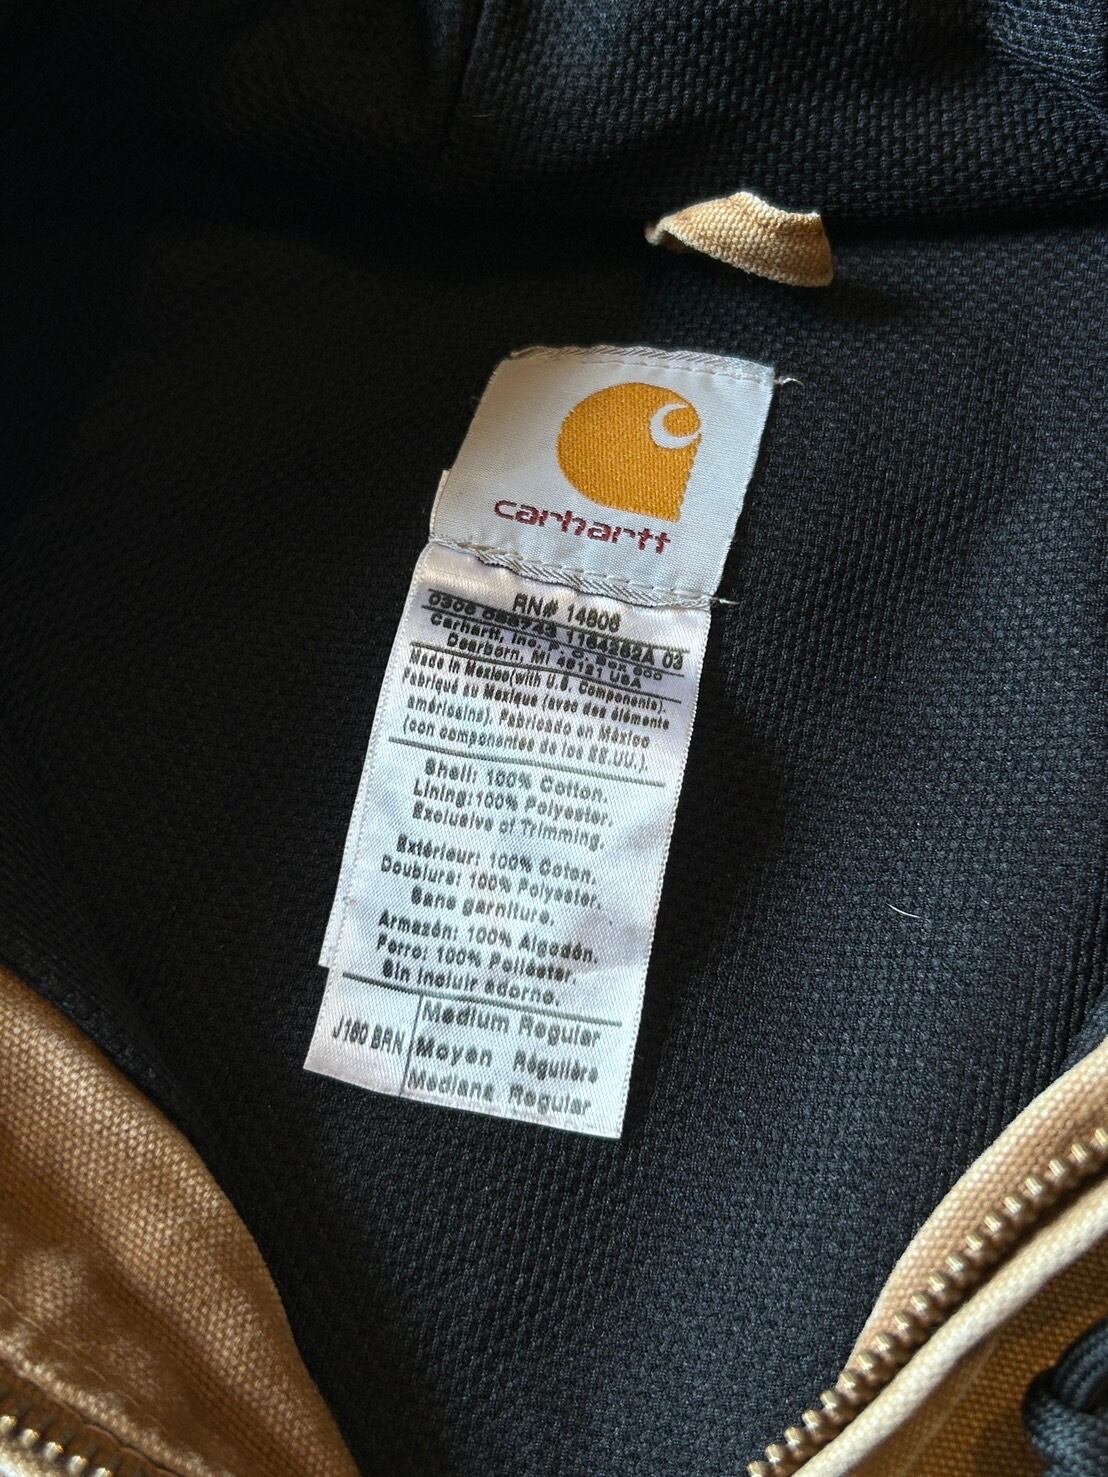 carhartt
RN# 14806
Carhartt, Inc. P. O. Box 600
Dearborn, MI 48121 USA
Made in Mexico(with U.S. Components).
Fabriqué au Mexique (avec des éléments
américains). Fabricado en México
(con componentes de los EE.UU.).
Shell: 100% Cotton.
Lining:100% Polyester.
Exclusive of Trimming.
Extérieur: 100% Coton.
Doublure: 100% Polyester.
Sans garniture.
Armazón: 100% Algodón.
Forro: 100% Poliéster.
Sin incluir adorno.
J160 BRN
Medium Regular
Moyen Régulière
Mediana Regular